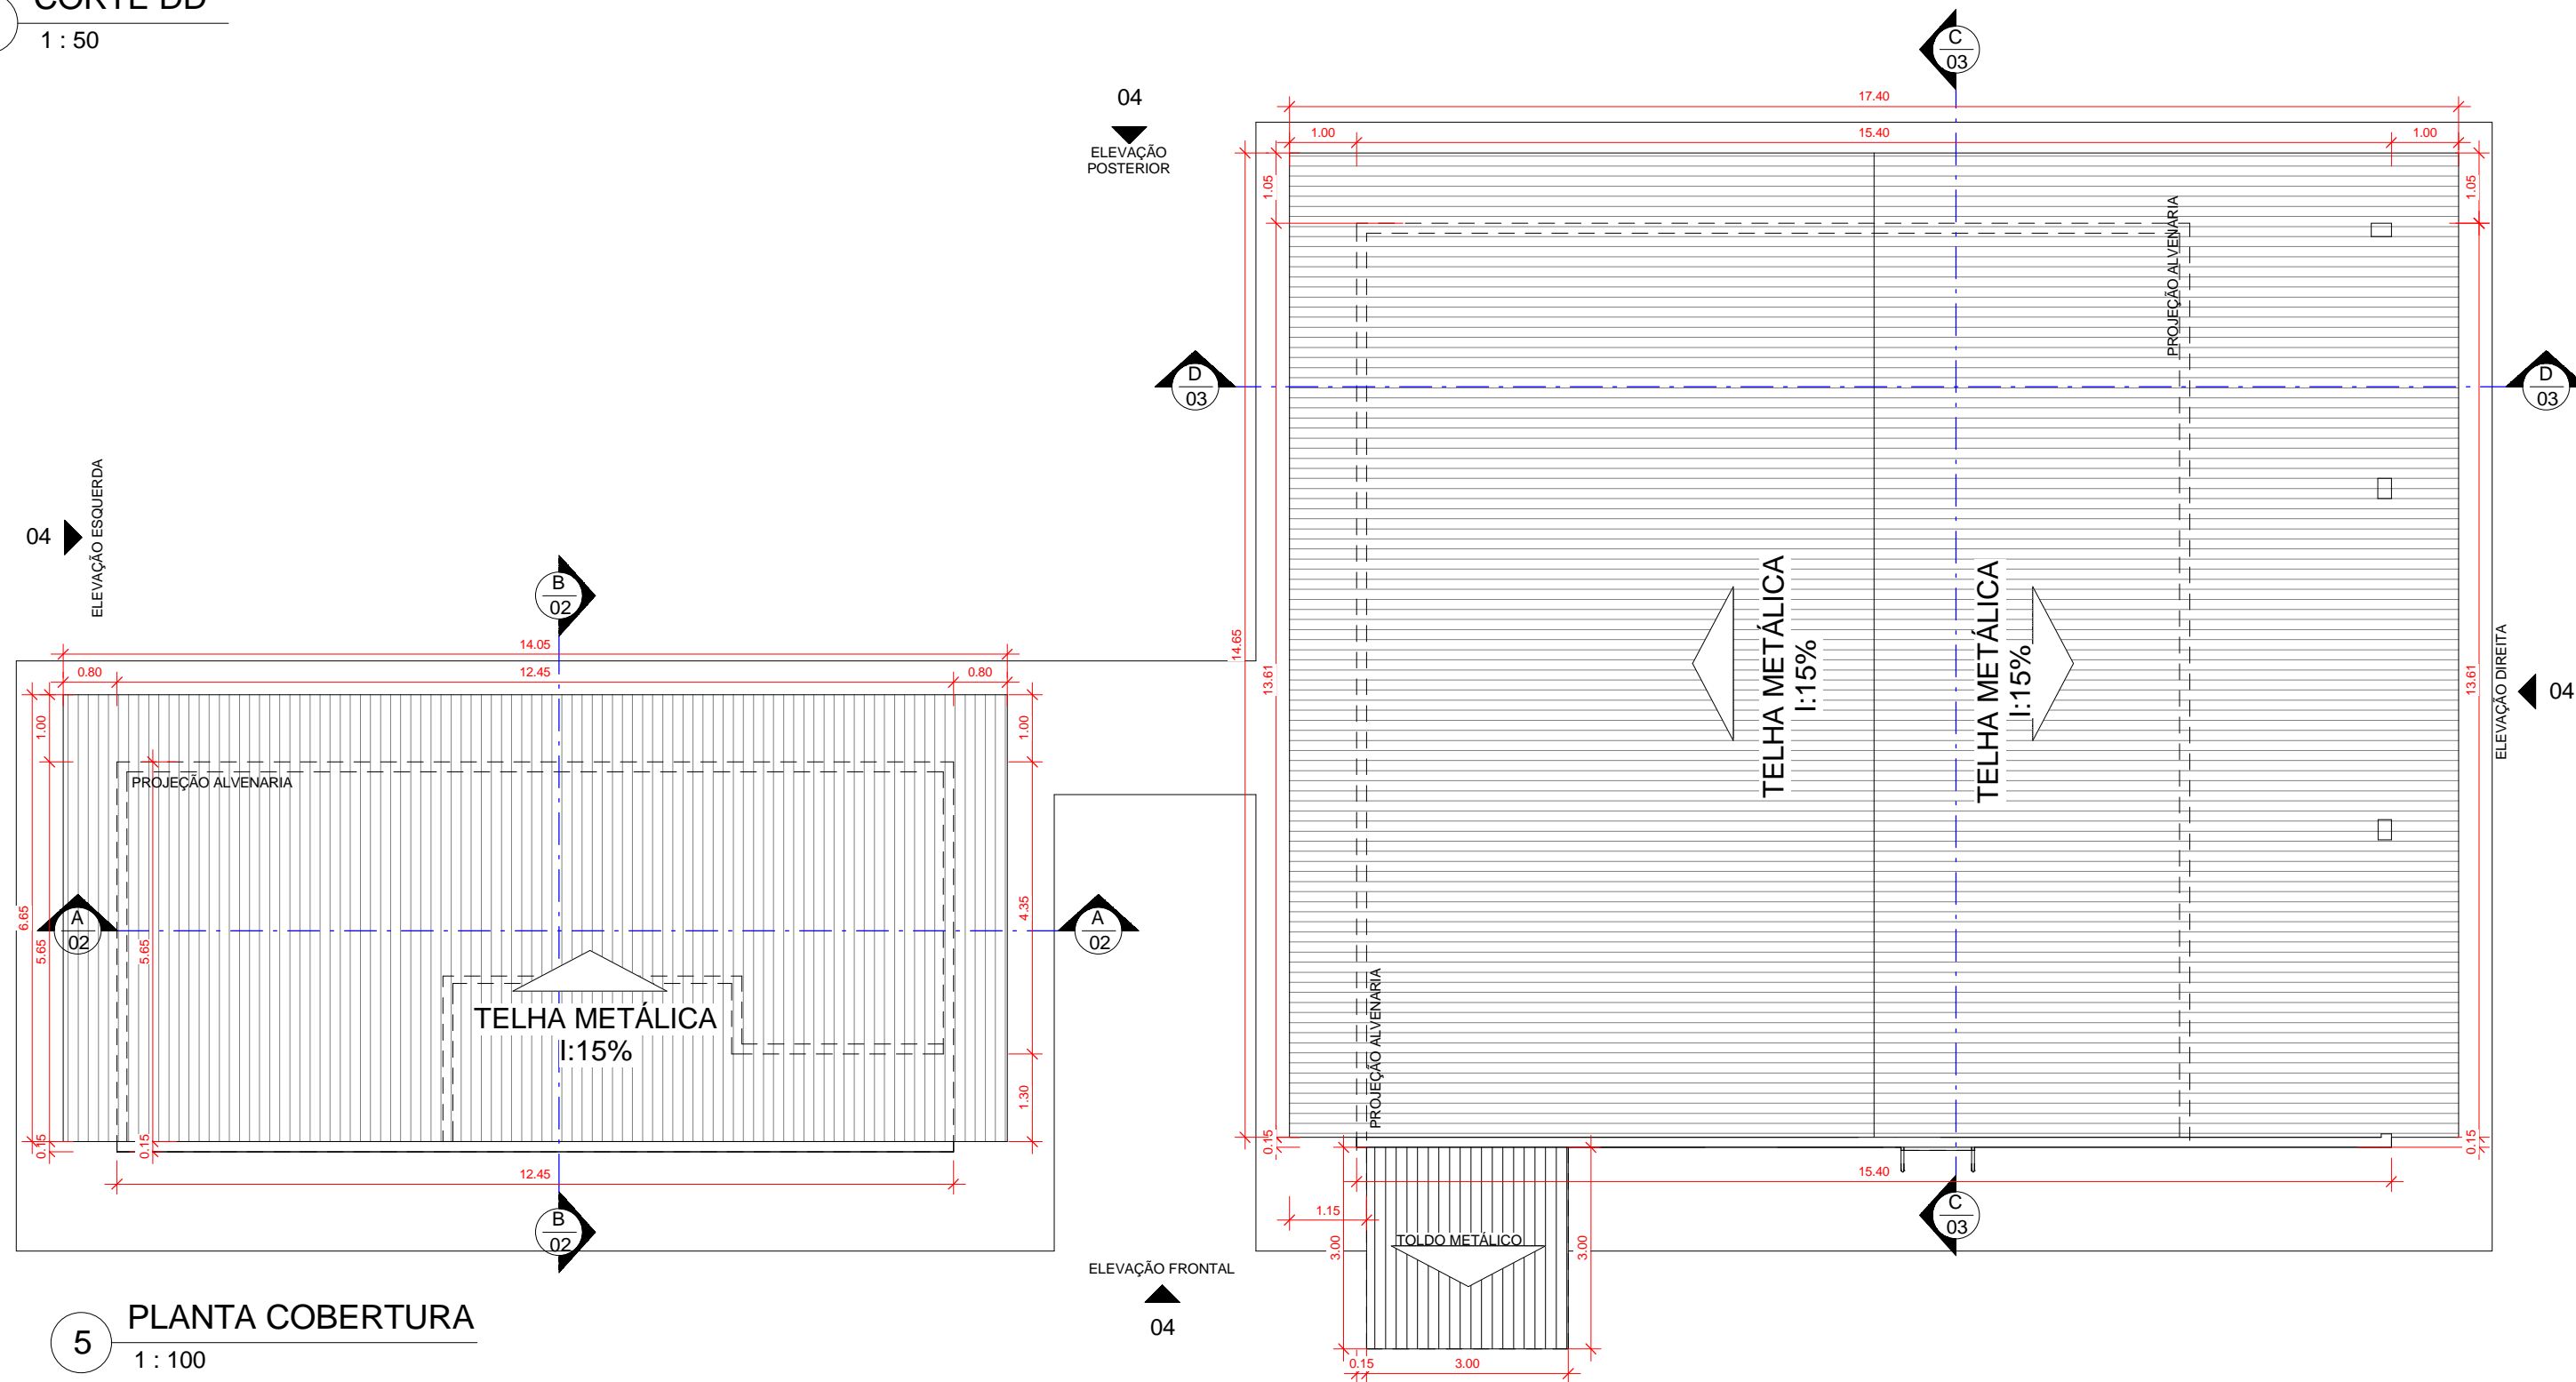 CORTE DD
1 : 50
C
03
04
ELEVAÇÃO
POSTERIOR
17.40
1.00
15.40
1.00
1.05
1.05
PROJEÇÃO ALVENARIA
D
03
D
03
04
ELEVAÇÃO ESQUERDA
B
02
14.05
0.80
12.45
0.80
1.00
1.00
PROJEÇÃO ALVENARIA
14.65
13.61
TELHA METÁLICA
I:15%
TELHA METÁLICA
I:15%
13.61
ELEVAÇÃO DIREITA
04
A
02
6.65
5.65
5.65
4.35
A
02
TELHA METÁLICA
I:15%
1.30
PROJEÇÃO ALVENARIA
0.15
0.15
0.15
0.15
12.45
15.40
B
02
1.15
C
03
3.00
TOLDO METÁLICO
3.00
ELEVAÇÃO FRONTAL
04
0.15
3.00
5
PLANTA COBERTURA
1 : 100